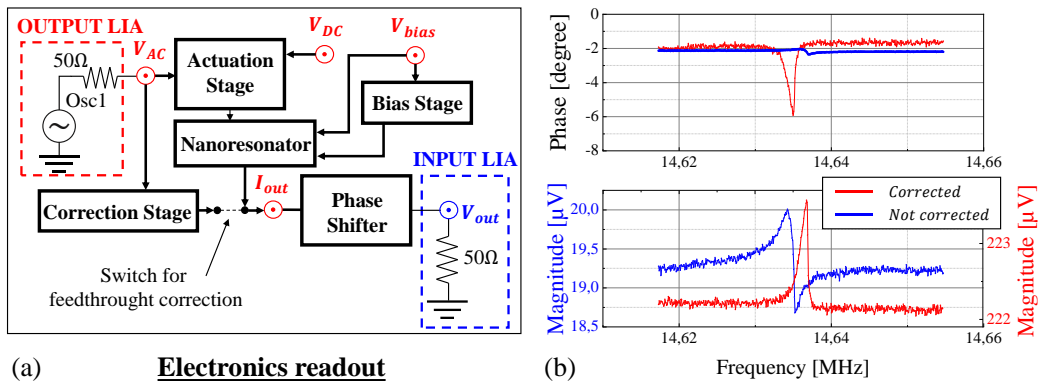 OUTPUT LIA
V_AC
V_DC
V_bias
50Ω
Osc1
Actuation
Stage
Bias Stage
Nanoresonator
INPUT LIA
I_out
Correction Stage
Phase
Shifter
V_out
50Ω
Switch for
feedthrought correction
(a) Electronics readout
Phase [degree]
0
-2
-4
-6
-8
14,62 14,64 14,66
Magnitude [µV]
20,0
19,5
19,0
18,5
Corrected
Not corrected
223
222
Magnitude [µV]
14,62 14,64 14,66
(b) Frequency [MHz]